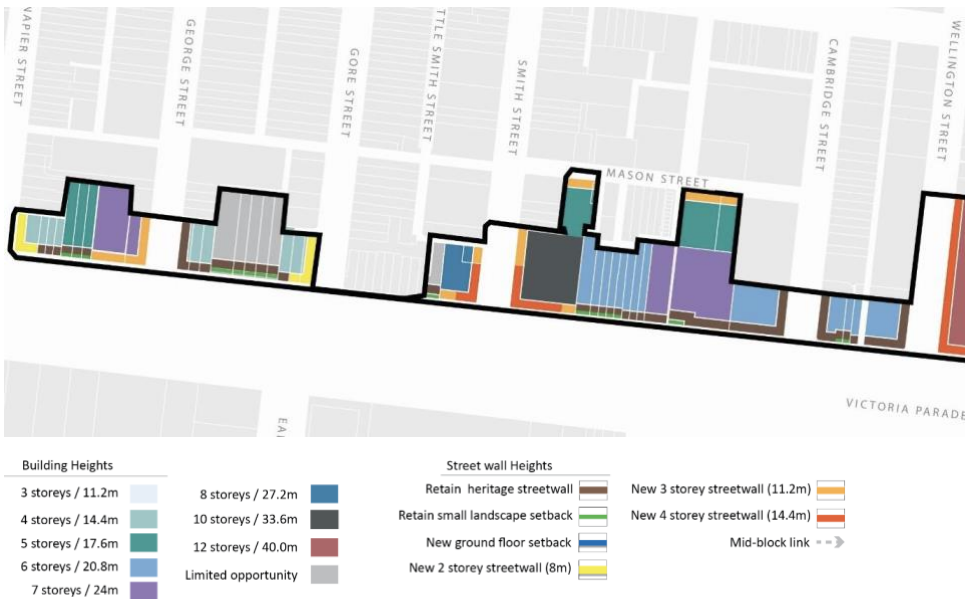 NAPIER STREET
GEORGE STREET
GORE STREET
TTLE SMITH STREET
SMITH STREET
MASON STREET
CAMBRIDGE STREET
WELLINGTON STREET
EA
VICTORIA PARADE
Building Heights
3 storeys / 11.2m
4 storeys / 14.4m
5 storeys / 17.6m
6 storeys / 20.8m
7 storeys / 24m
8 storeys / 27.2m
10 storeys / 33.6m
12 storeys / 40.0m
Limited opportunity
Street wall Heights
Retain heritage streetwall
Retain small landscape setback
New ground floor setback
New 2 storey streetwall (8m)
New 3 storey streetwall (11.2m)
New 4 storey streetwall (14.4m)
Mid-block link